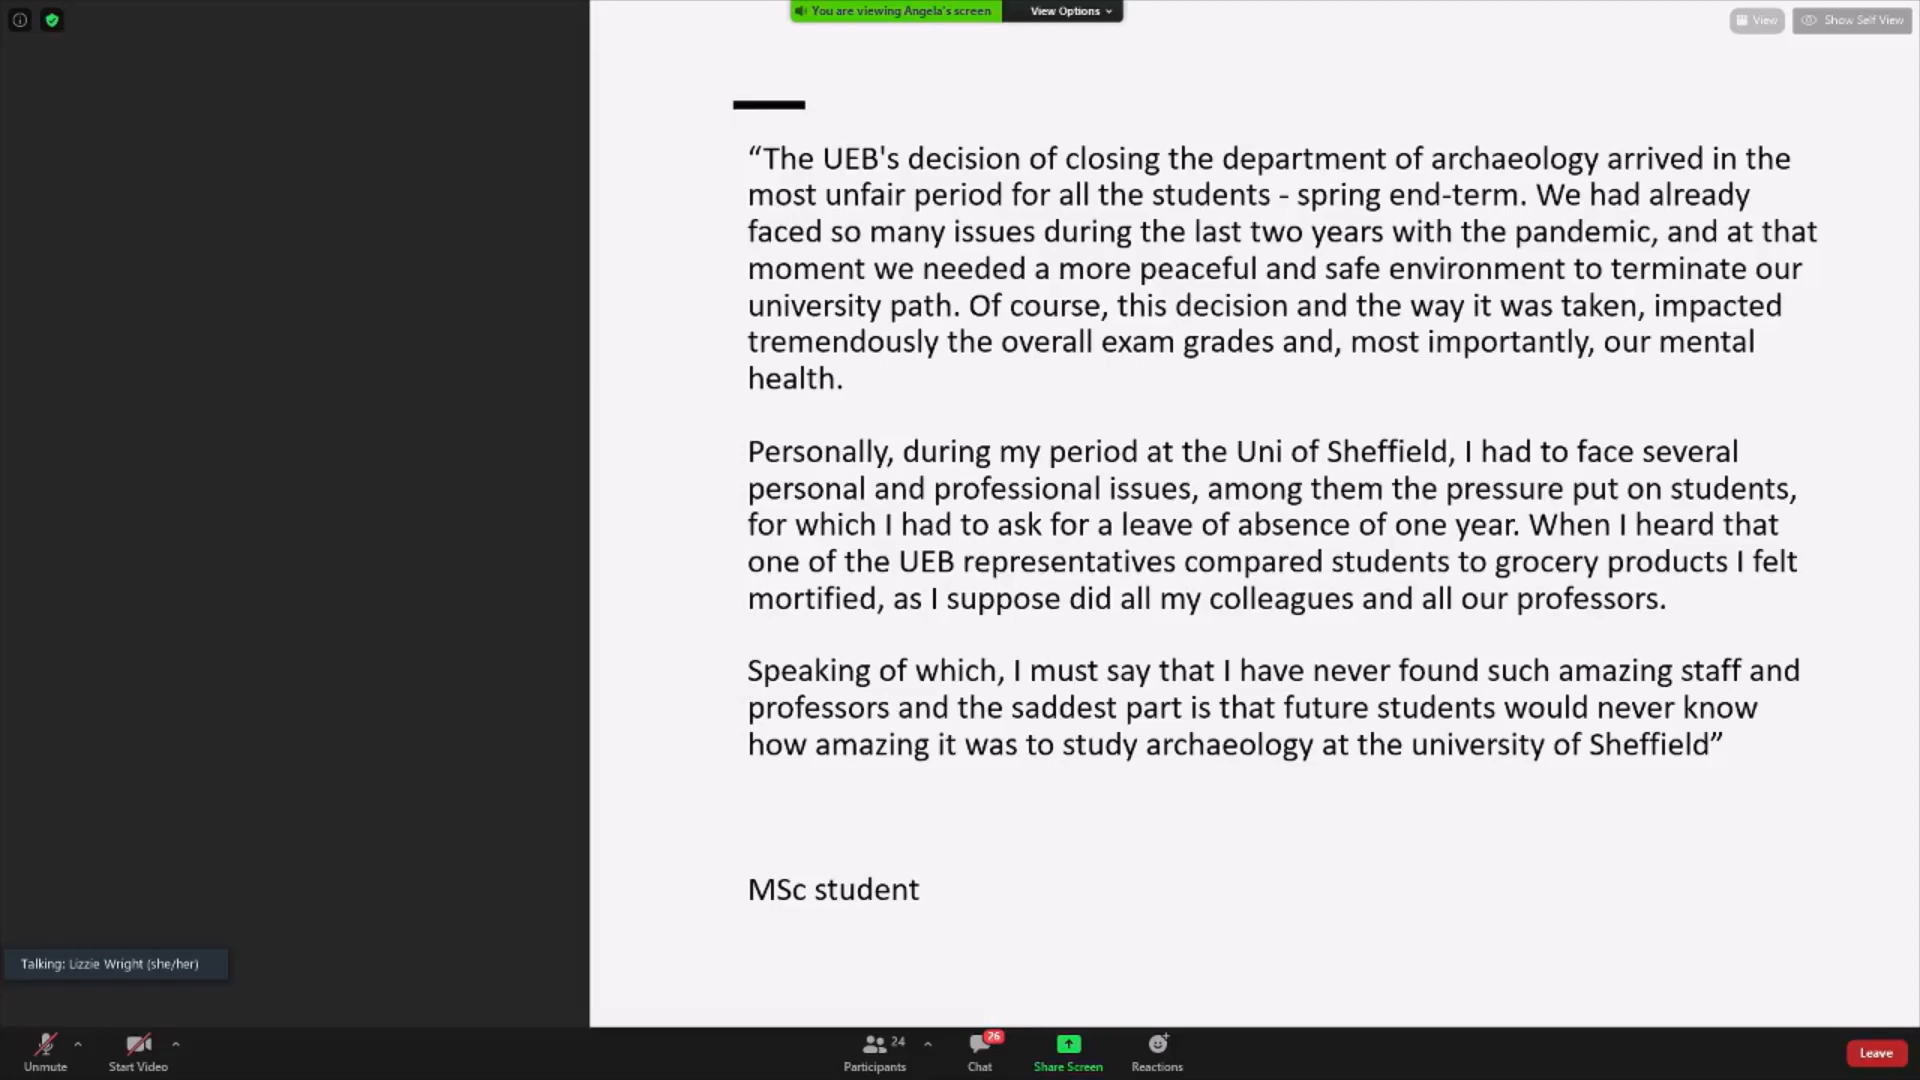 You are viewing Angela's screen
View Options
View
Show Self View
“The UEB's decision of closing the department of archaeology arrived in the
most unfair period for all the students - spring end-term. We had already
faced so many issues during the last two years with the pandemic, and at that
moment we needed a more peaceful and safe environment to terminate our
university path. Of course, this decision and the way it was taken, impacted
tremendously the overall exam grades and, most importantly, our mental
health.
Personally, during my period at the Uni of Sheffield, I had to face several
personal and professional issues, among them the pressure put on students,
for which I had to ask for a leave of absence of one year. When I heard that
one of the UEB representatives compared students to grocery products I felt
mortified, as I suppose did all my colleagues and all our professors.
Speaking of which, I must say that I have never found such amazing staff and
professors and the saddest part is that future students would never know
how amazing it was to study archaeology at the university of Sheffield”
MSc student
Talking: Lizzie Wright (she/her)
Unmute
Start Video
24
Participants
76
Chat
Share Screen
Reactions
Leave